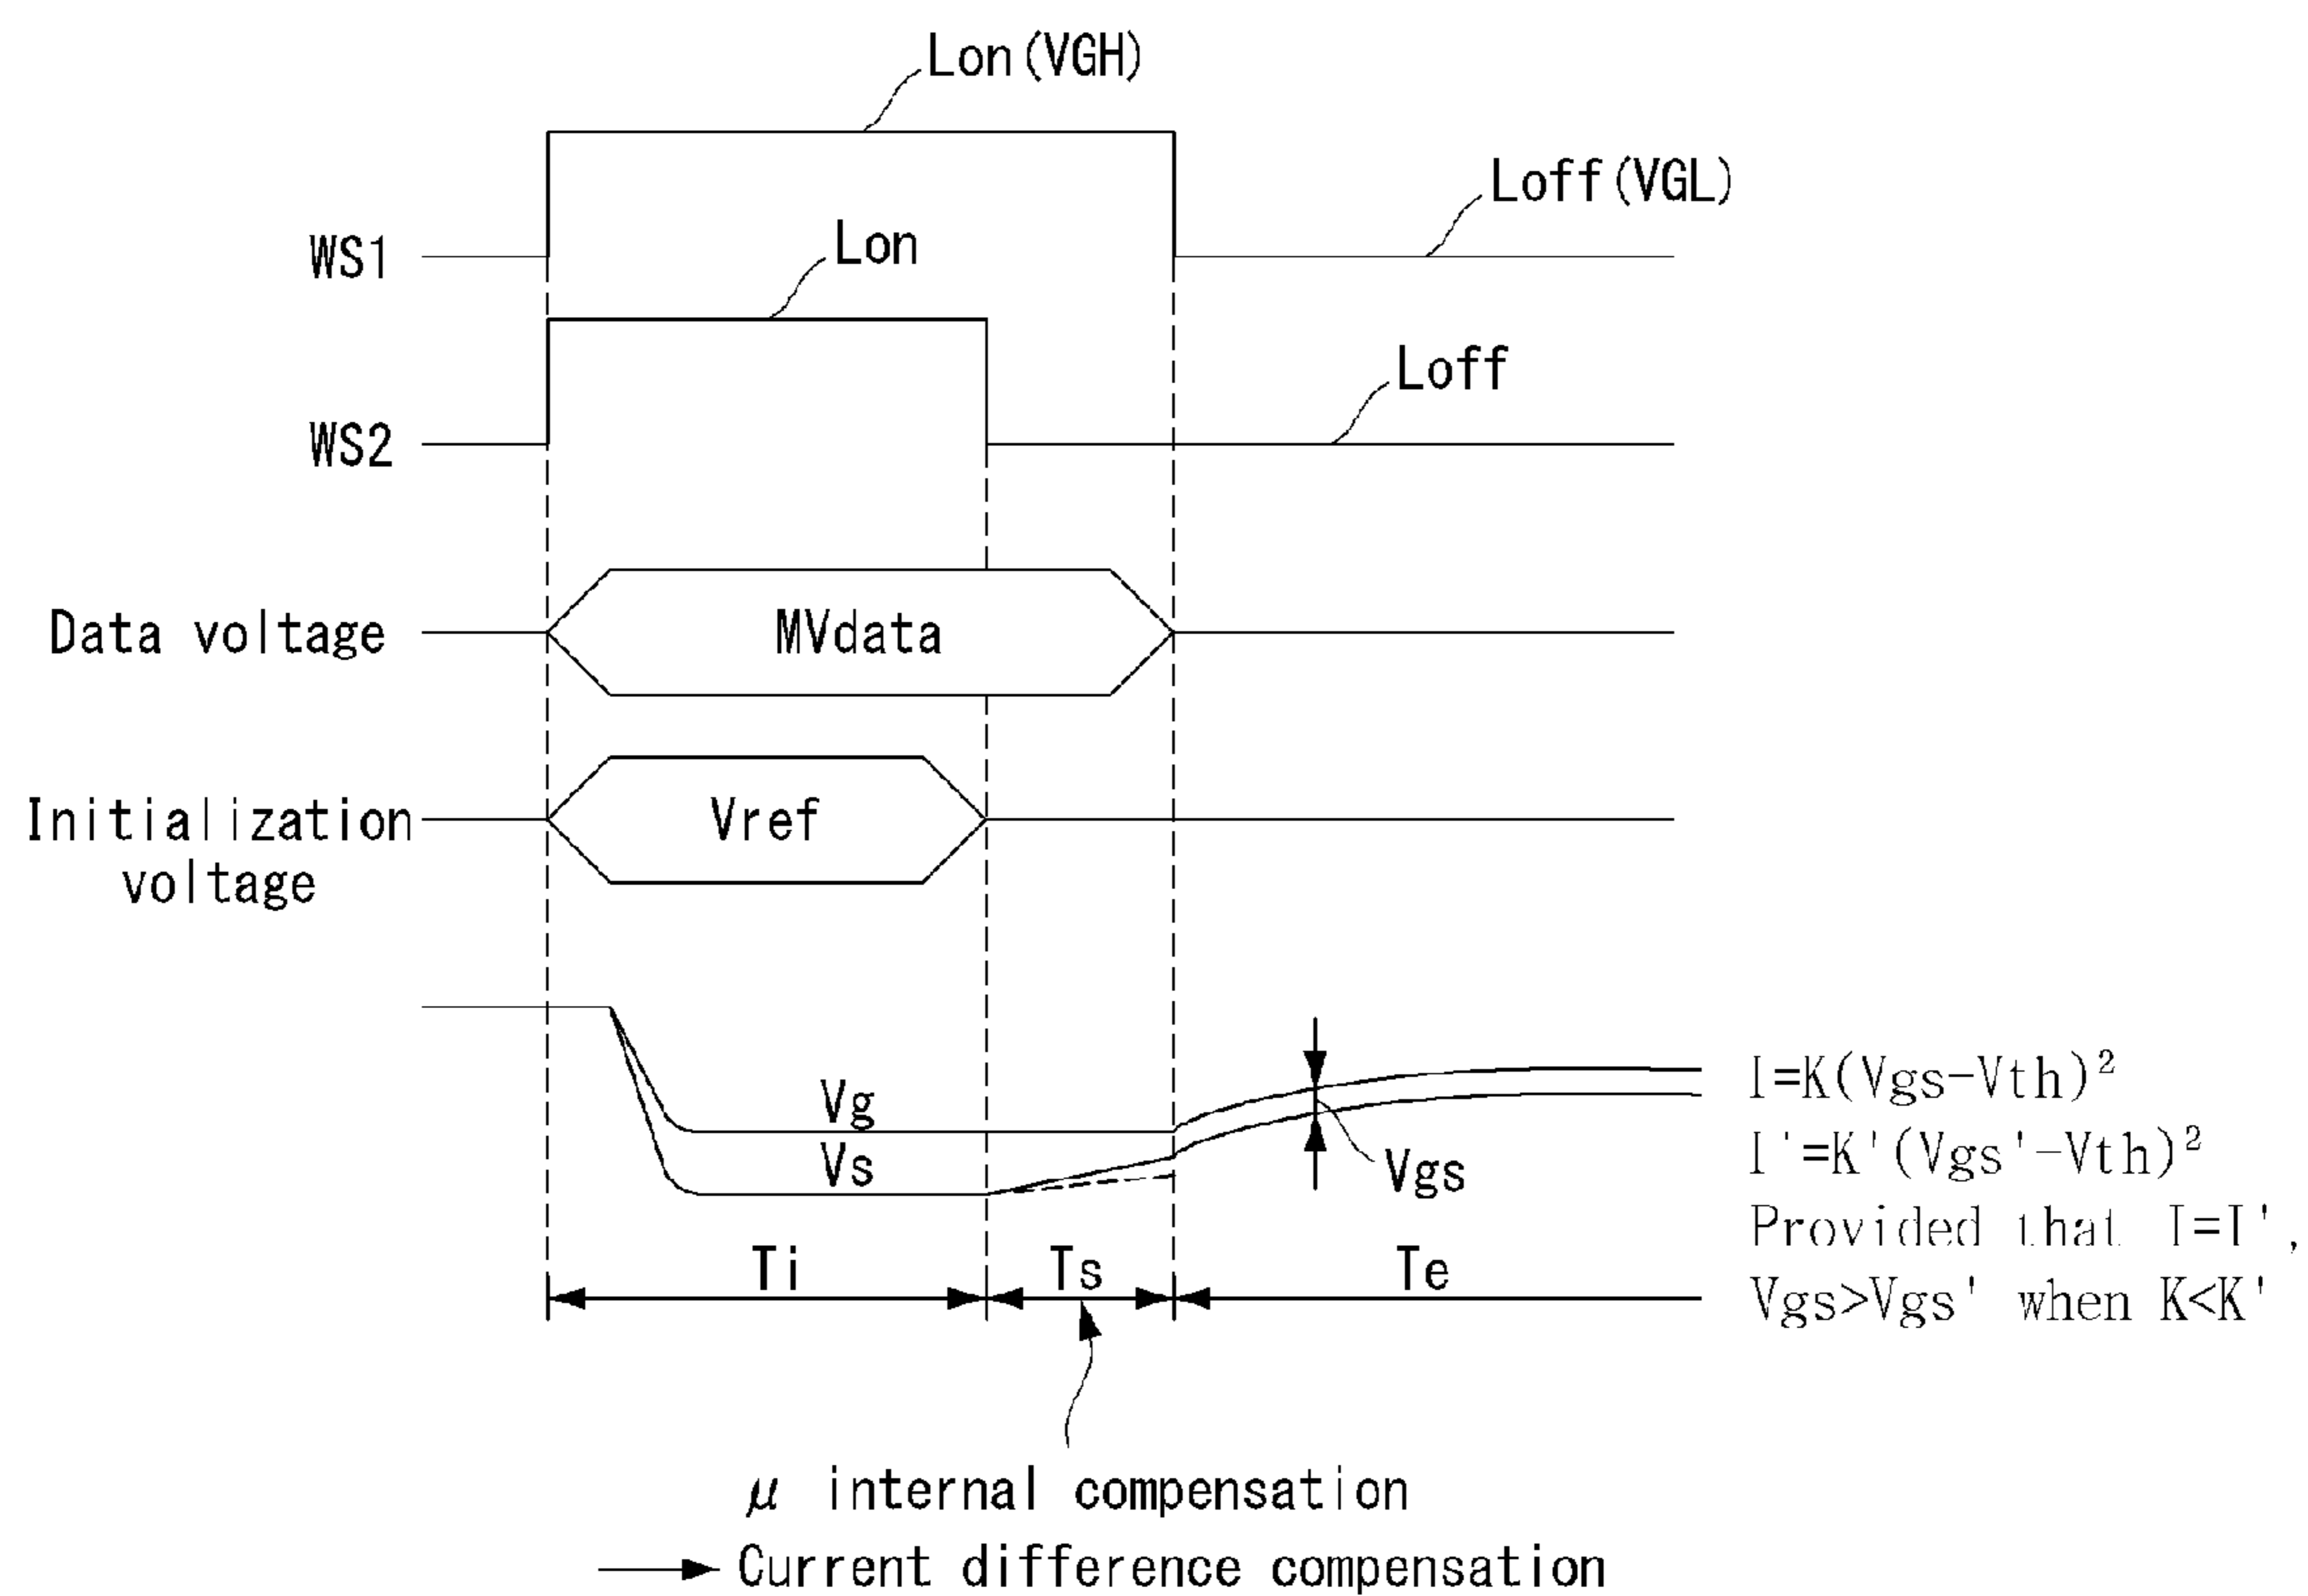 Lon(VGH)
Loff(VGL)
WS1
Lon
Loff
WS2
Data voltage
MVdata
Initialization
voltage
Vref
Vg
Vs
Vgs
I=K(Vgs-Vth)²
I'=K'(Vgs'-Vth)²
Provided that I=I',
Vgs>Vgs' when K<K'
Ti
Ts
Te
μ internal compensation
→ Current difference compensation